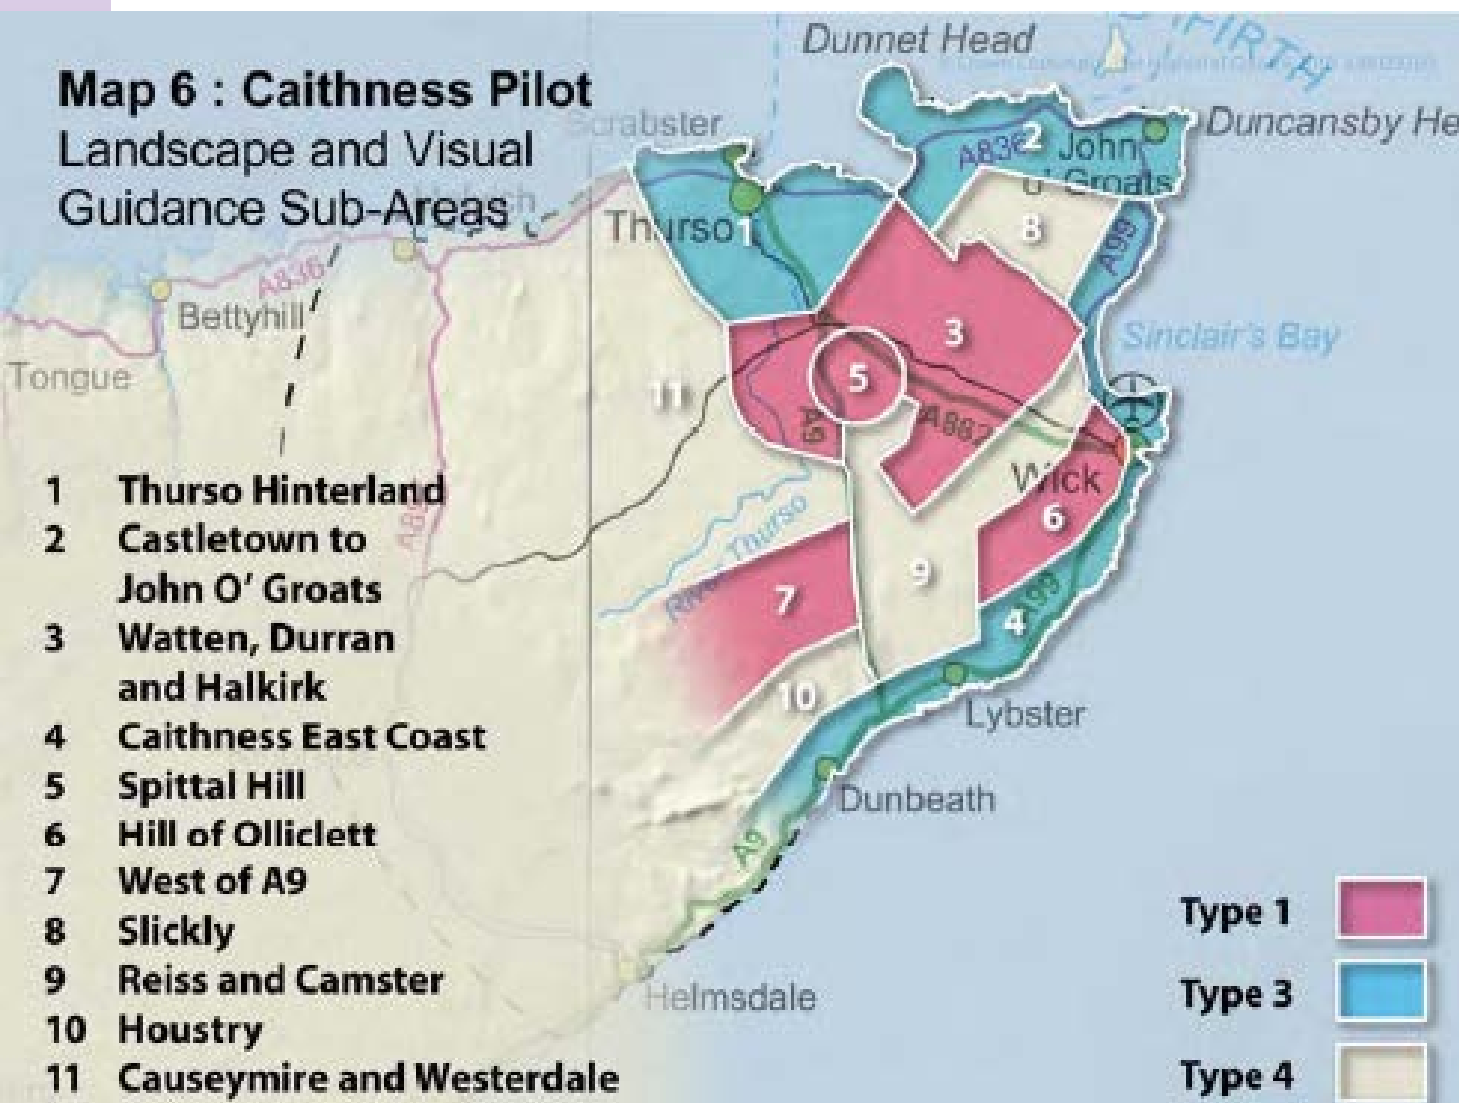 Map 6 : Caithness Pilot
Landscape and Visual
Guidance Sub-Areas
Dunnet Head
FIRTH
Scrabster
2
A836
John
o' Groats
Thurso
1
8
A99
A836
Bettyhill
3
Sinclair's Bay
Tongue
11
5
A9
A882
Wick
6
River Thurso
9
7
A99
4
10
Lybster
Dunbeath
A9
Helmsdale
1 Thurso Hinterland
2 Castletown to
John O' Groats
3 Watten, Durran
and Halkirk
4 Caithness East Coast
5 Spittal Hill
6 Hill of Olliclett
7 West of A9
8 Slickly
9 Reiss and Camster
10 Houstry
11 Causeymire and Westerdale
Type 1
Type 3
Type 4